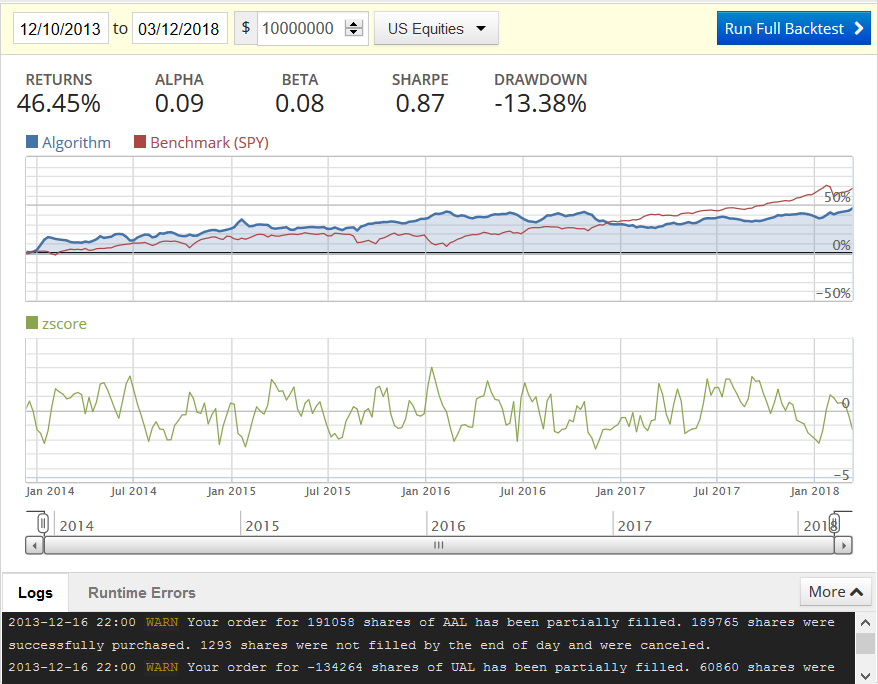 12/10/2013 to 03/12/2018 $ 10000000 US Equities Run Full Backtest
RETURNS ALPHA BETA SHARPE DRAWDOWN
46.45% 0.09 0.08 0.87 -13.38%
Algorithm Benchmark (SPY)
50%
0%
−50%
zscore
0
−5
Jan 2014 Jul 2014 Jan 2015 Jul 2015 Jan 2016 Jul 2016 Jan 2017 Jul 2017 Jan 2018
2014 2015 2016 2017 2018
Logs Runtime Errors More
2013-12-16 22:00 WARN Your order for 191058 shares of AAL has been partially filled. 189765 shares were
successfully purchased. 1293 shares were not filled by the end of day and were canceled.
2013-12-16 22:00 WARN Your order for -134264 shares of UAL has been partially filled. 60860 shares were